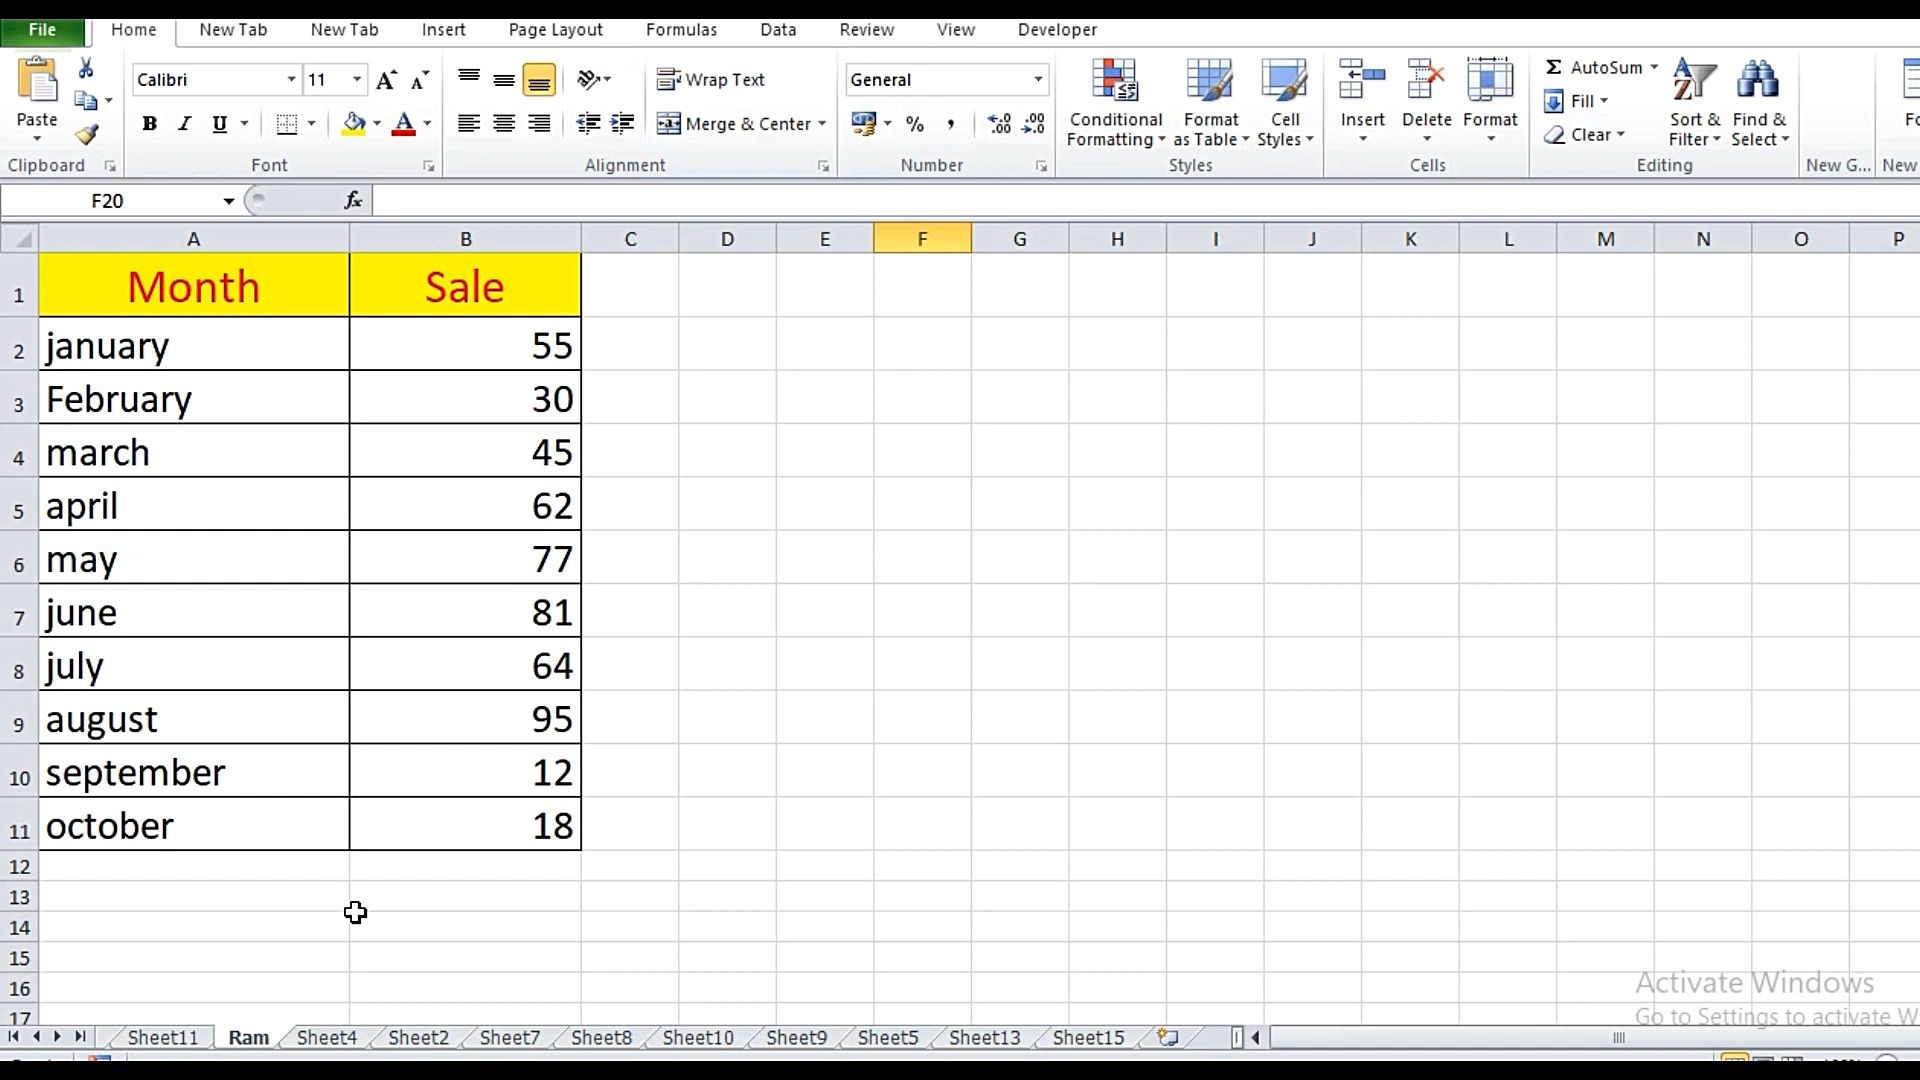 File Home New Tab New Tab Insert Page Layout Formulas Data Review View Developer
Calibri 11 Wrap Text General Σ AutoSum
Paste B I U Merge & Center % , Conditional Formatting Format as Table Cell Styles Insert Delete Format Fill Clear Sort & Filter Find & Select
Clipboard Font Alignment Number Styles Cells Editing New G... New
F20 fx
A B C D E F G H I J K L M N O P
1 Month Sale
2 january 55
3 February 30
4 march 45
5 april 62
6 may 77
7 june 81
8 july 64
9 august 95
10 september 12
11 october 18
12
13
14
15
16
17
Activate Windows
Go to Settings to activate W
Sheet11 Ram Sheet4 Sheet2 Sheet7 Sheet8 Sheet10 Sheet9 Sheet5 Sheet13 Sheet15